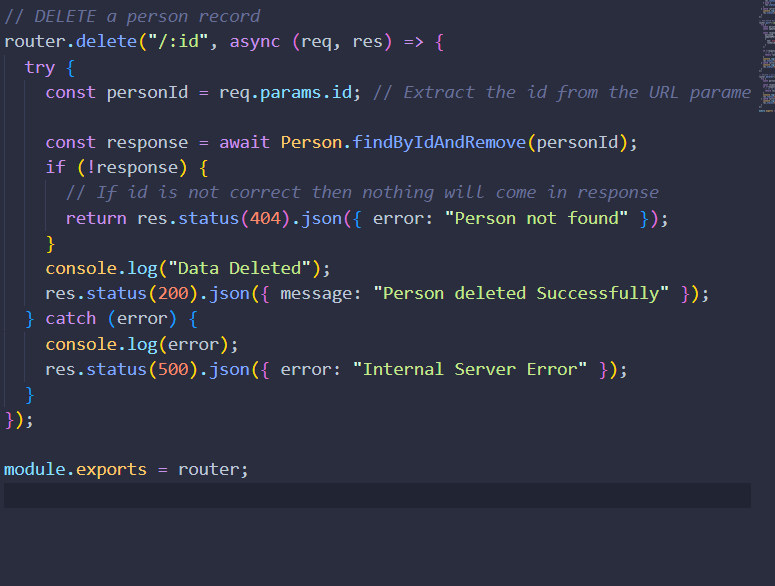 // DELETE a person record
router.delete("/:id", async (req, res) => {
  try {
    const personId = req.params.id; // Extract the id from the URL parame

    const response = await Person.findByIdAndRemove(personId);
    if (!response) {
      // If id is not correct then nothing will come in response
      return res.status(404).json({ error: "Person not found" });
    }
    console.log("Data Deleted");
    res.status(200).json({ message: "Person deleted Successfully" });
  } catch (error) {
    console.log(error);
    res.status(500).json({ error: "Internal Server Error" });
  }
});

module.exports = router;